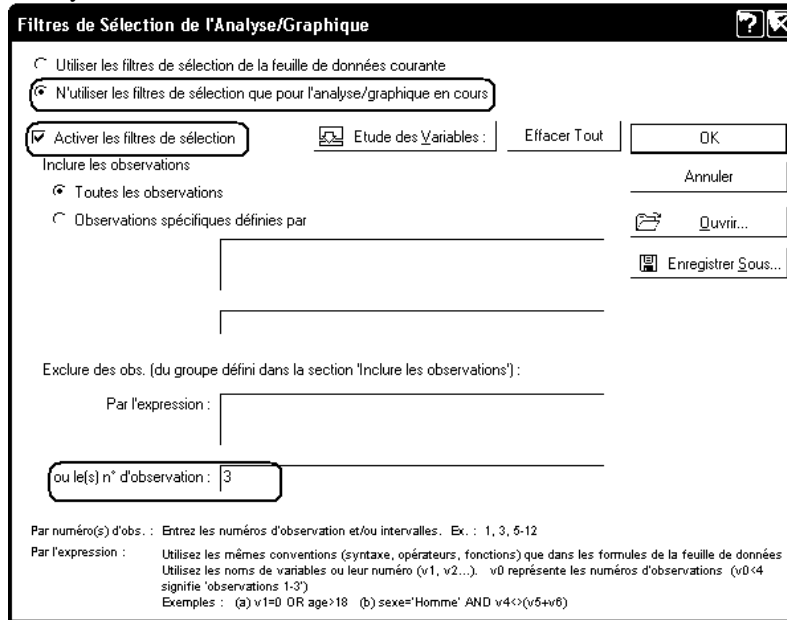 Filtres de Sélection de l'Analyse/Graphique
Utiliser les filtres de sélection de la feuille de données courante
N'utiliser les filtres de sélection que pour l'analyse/graphique en cours
Activer les filtres de sélection
Etude des Variables :
Effacer Tout
OK
Inclure les observations
Annuler
Toutes les observations
Observations spécifiques définies par
Ouvrir...
Enregistrer Sous...
Exclure des obs. (du groupe défini dans la section 'Inclure les observations') :
Par l'expression :
ou le(s) n° d'observation : 3
Par numéro(s) d'obs. : Entrez les numéros d'observation et/ou intervalles. Ex. : 1, 3, 5-12
Par l'expression : Utilisez les mêmes conventions (syntaxe, opérateurs, fonctions) que dans les formules de la feuille de données
Utilisez les noms de variables ou leur numéro (v1, v2...). v0 représente les numéros d'observations (v0<4
signifie 'observations 1-3')
Exemples : (a) v1=0 OR age>18 (b) sexe='Homme' AND v4<>(v5+v6)